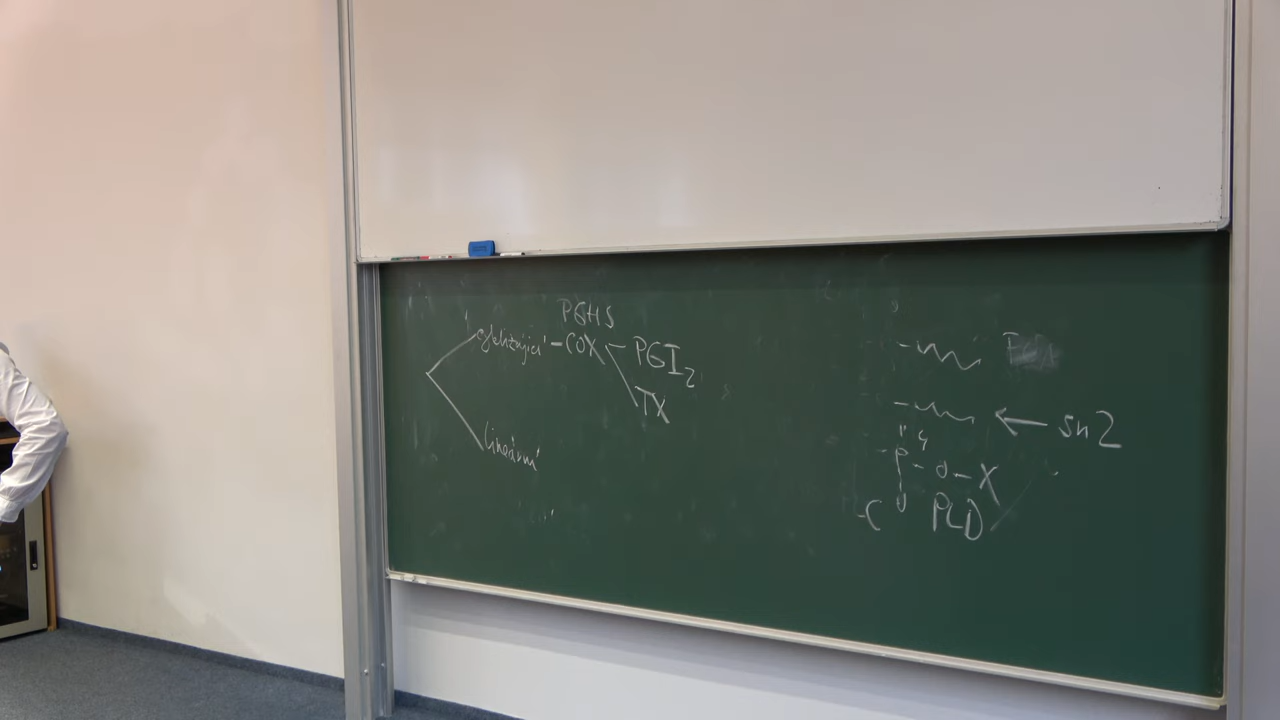 PGHS
cyklizující - COX - PGI2
TX
lineární
sn2
- P - O - X
- C O PLD